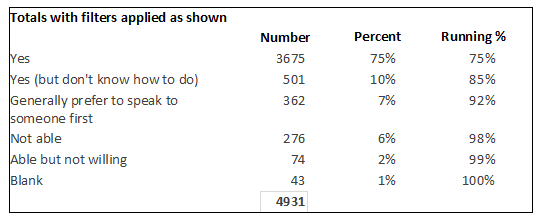 Totals with filters applied as shown
Number Percent Running %
Yes 3675 75% 75%
Yes (but don't know how to do) 501 10% 85%
Generally prefer to speak to 362 7% 92%
someone first
Not able 276 6% 98%
Able but not willing 74 2% 99%
Blank 43 1% 100%
4931